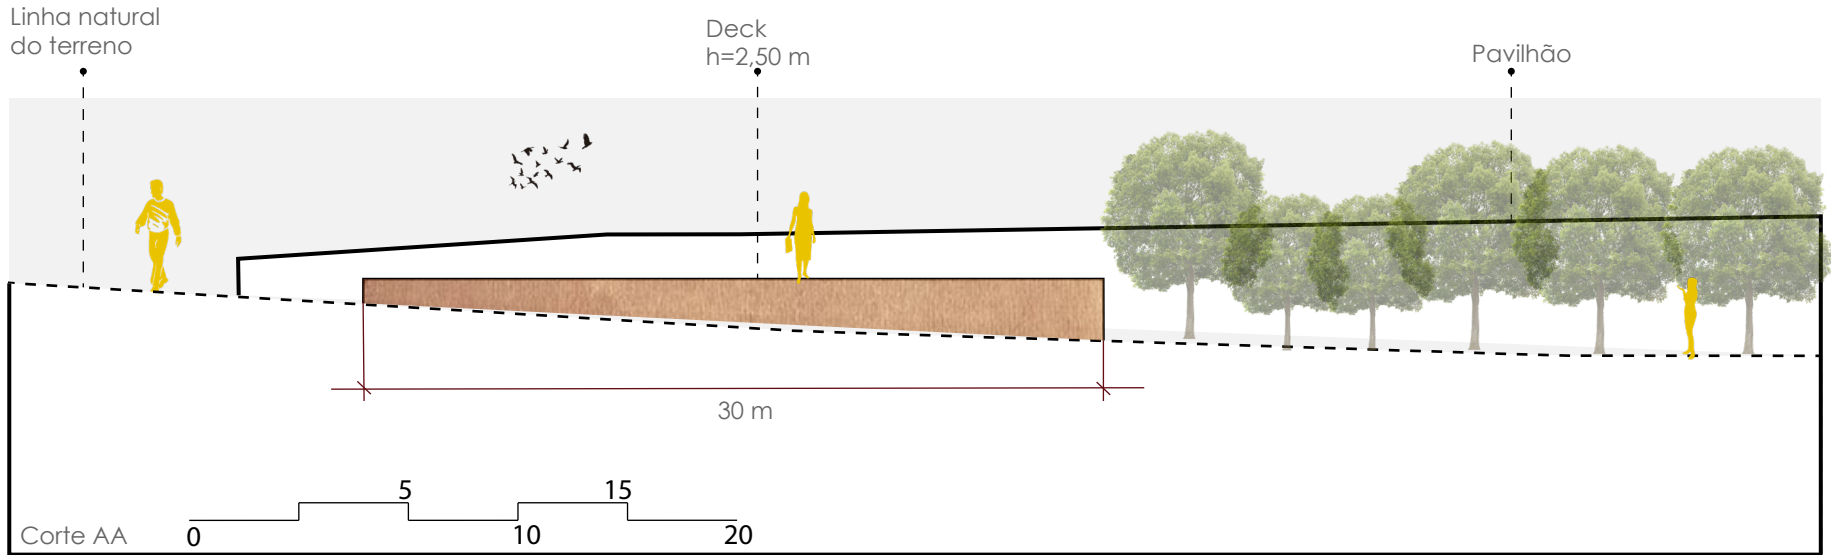 Linha natural
do terreno
Deck
h=2,50 m
Pavilhão
30 m
5
15
Corte AA
0
10
20